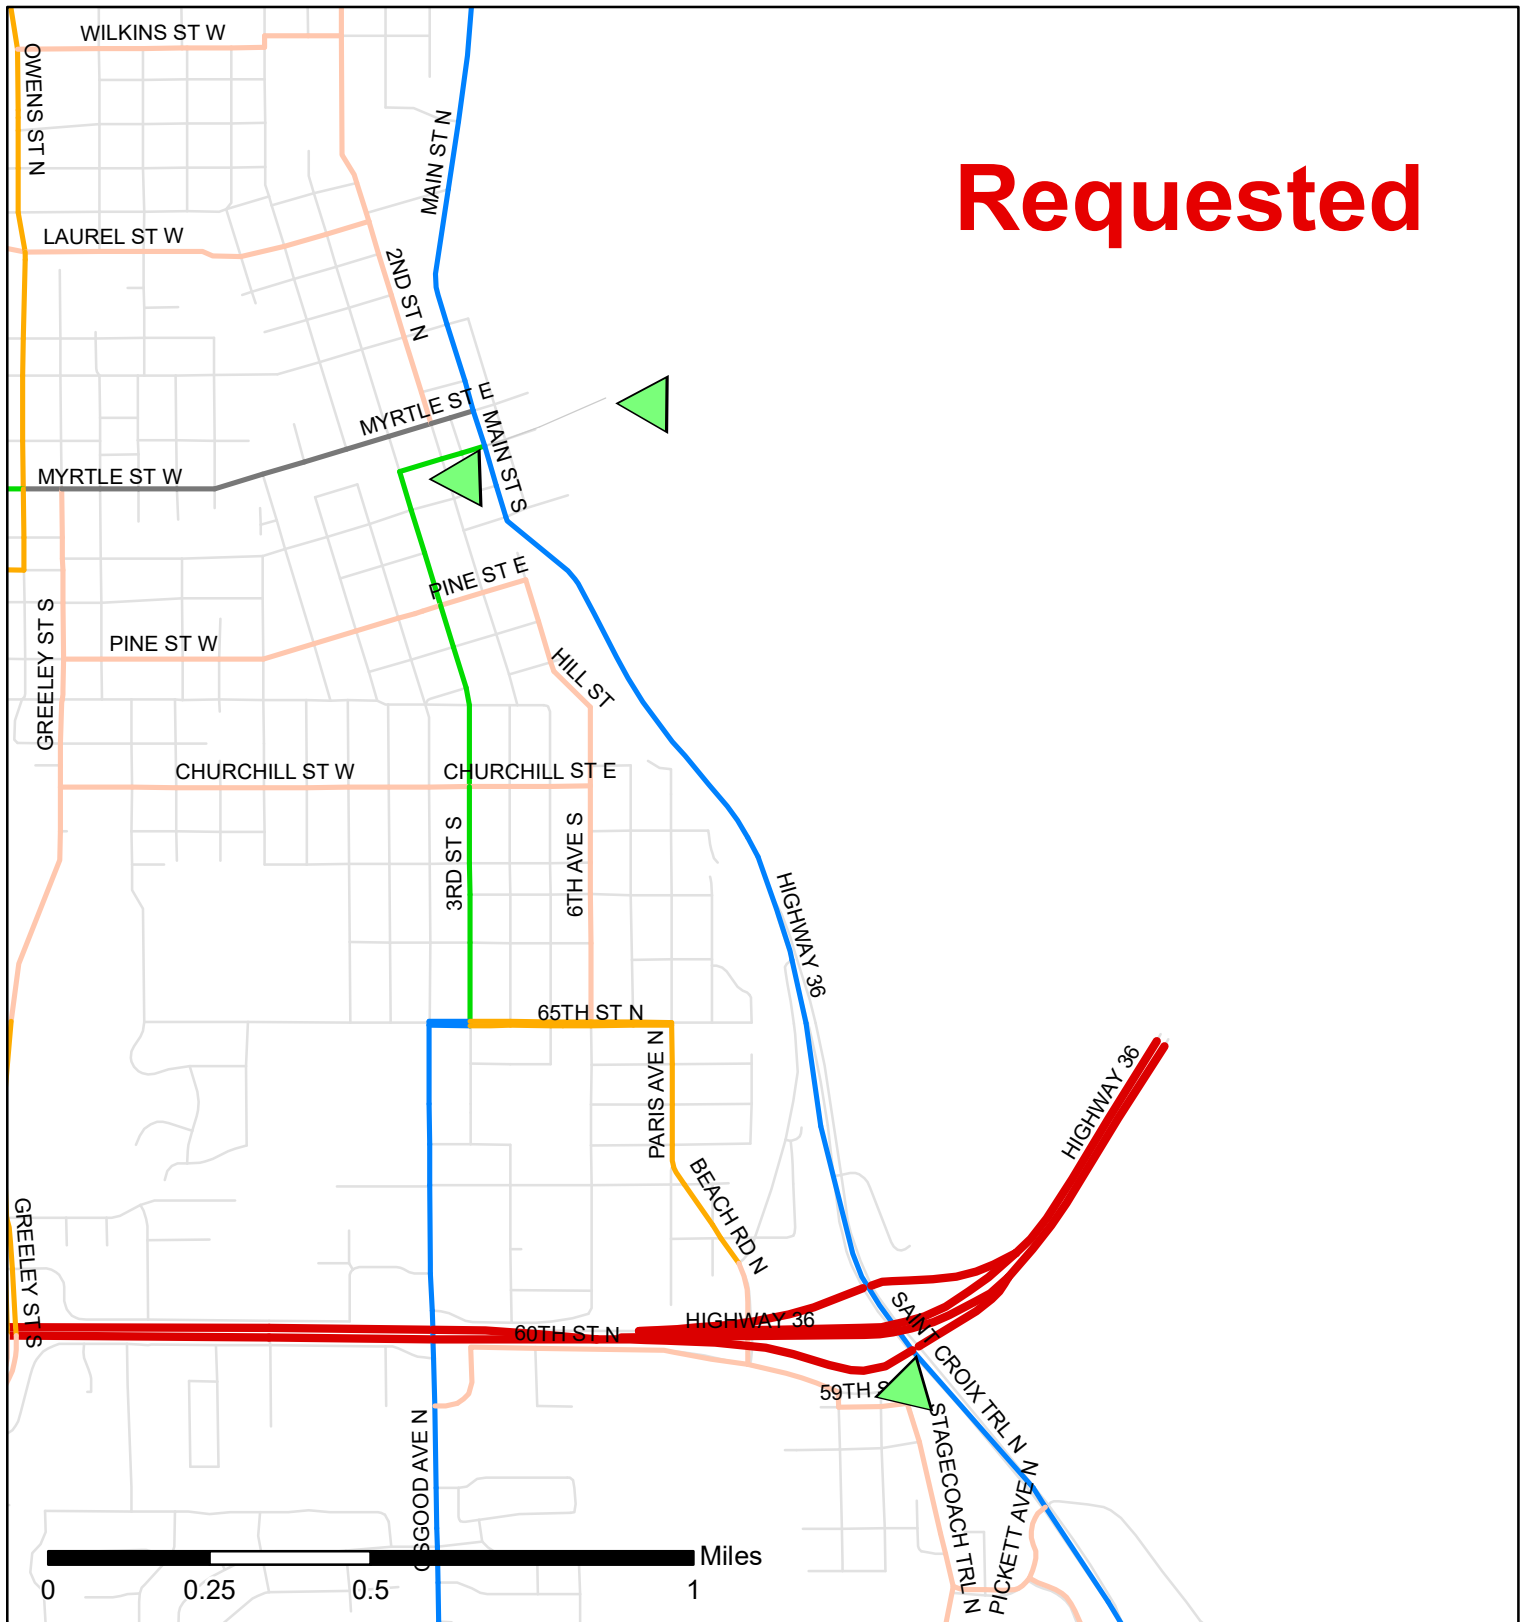 WILKINS ST W
OWENS ST N
MAIN ST N
Requested
LAUREL ST W
2ND ST N
MYRTLE ST E
MAIN ST S
MYRTLE ST W
PINE ST E
GREELEY ST S
PINE ST W
HILL ST
CHURCHILL ST W
CHURCHILL ST E
3RD ST S
6TH AVE S
HIGHWAY 36
65TH ST N
PARIS AVE N
HIGHWAY 36
BEACH RD N
GREELEY ST S
SAINT CROIX TRL N
HIGHWAY 36
60TH ST N
59TH S
STAGECOACH TRL N
OSGOOD AVE N
PICKETT AVE N
Miles
0 0.25 0.5 1